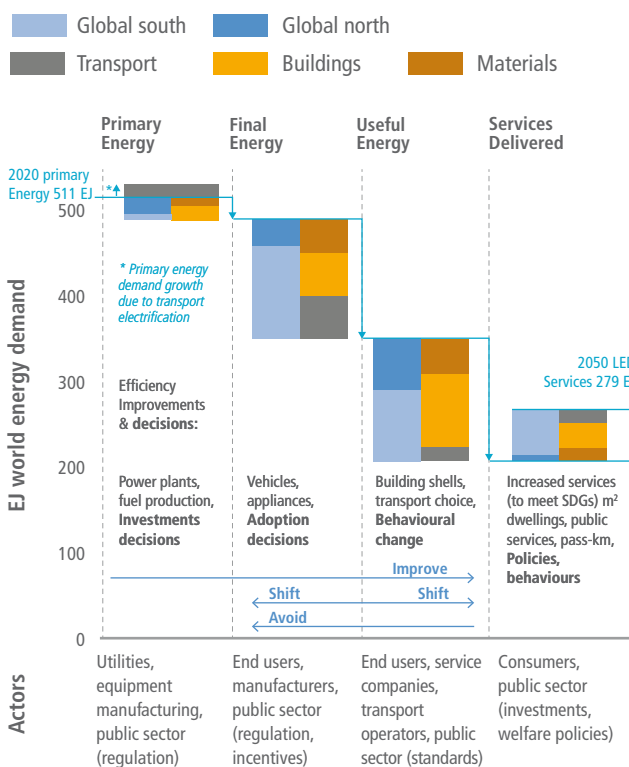 Global south
Global north
Transport
Buildings
Materials
Primary
Energy
Final
Energy
Useful
Energy
Services
Delivered
2020 primary
Energy 511 EJ
*
500
400
300
200
100
0
EJ world energy demand
* Primary energy
demand growth
due to transport
electrification
2050 LE
Services 279 E
Efficiency
Improvements
& decisions:
Power plants,
fuel production,
Investments
decisions
Vehicles,
appliances,
Adoption
decisions
Building shells,
transport choice,
Behavioural
change
Increased services
(to meet SDGs) m²
dwellings, public
services, pass-km,
Policies,
behaviours
Improve
Shift
Shift
Avoid
Actors
Utilities,
equipment
manufacturing,
public sector
(regulation)
End users,
manufacturers,
public sector
(regulation,
incentives)
End users, service
companies,
transport
operators, public
sector (standards)
Consumers,
public sector
(investments,
welfare policies)